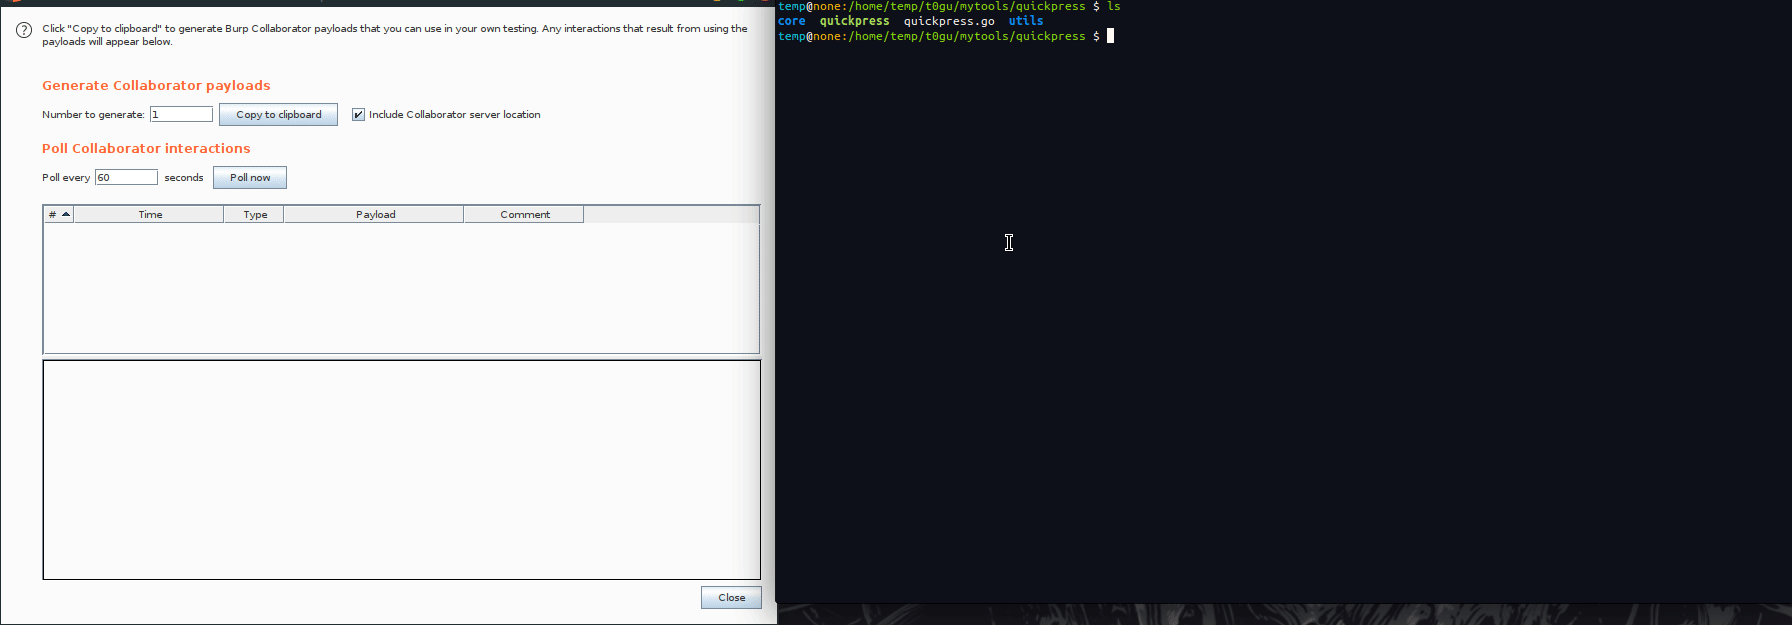 Click "Copy to clipboard" to generate Burp Collaborator payloads that you can use in your own testing. Any interactions that result from using the
payloads will appear below.
Generate Collaborator payloads
Number to generate: 1 Copy to clipboard Include Collaborator server location
Poll Collaborator interactions
Poll every 60 seconds Poll now
# Time Type Payload Comment
Close
temp@none:/home/temp/t0gu/mytools/quickpress $ ls
core quickpress quickpress.go utils
temp@none:/home/temp/t0gu/mytools/quickpress $